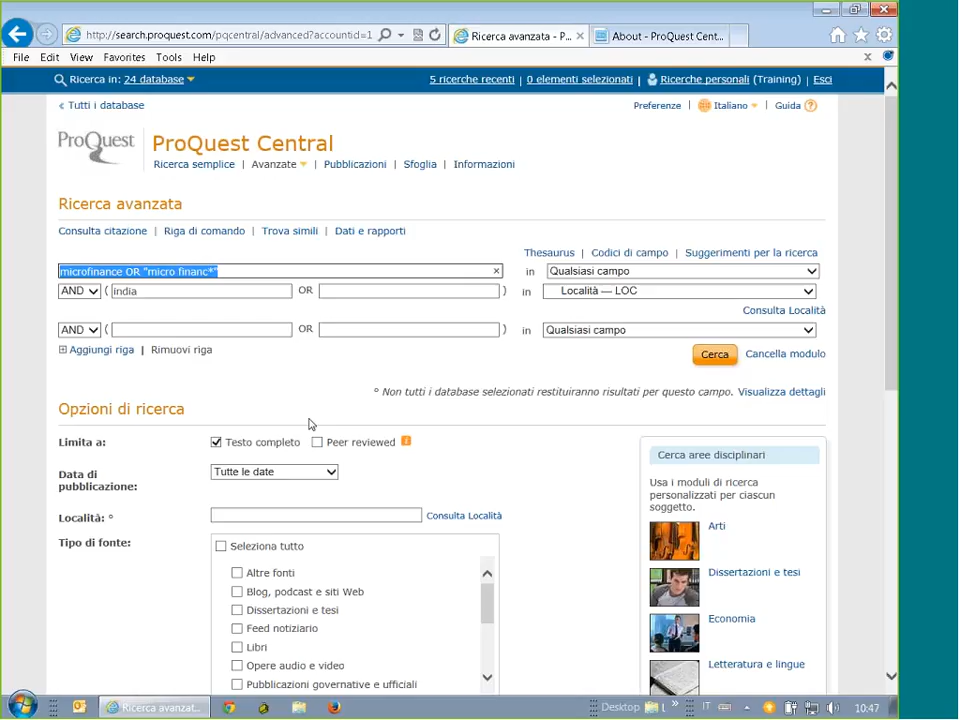 http://search.proquest.com/pqcentral/advanced?accountid=1
Ricerca avanzata - P...
About - ProQuest Cent...
File Edit View Favorites Tools Help
Ricerca in: 24 database
5 ricerche recenti | 0 elementi selezionati | Ricerche personali (Training) | Esci
Tutti i database
Preferenze | Italiano | Guida ?
ProQuest
ProQuest Central
Ricerca semplice | Avanzate | Pubblicazioni | Sfoglia | Informazioni
Ricerca avanzata
Consulta citazione | Riga di comando | Trova simili | Dati e rapporti
Thesaurus | Codici di campo | Suggerimenti per la ricerca
microfinance OR "micro financ*" × in Qualsiasi campo
AND ( india OR ) in Località — LOC
Consulta Località
AND ( OR ) in Qualsiasi campo
Aggiungi riga | Rimuovi riga
Cerca Cancella modulo
° Non tutti i database selezionati restituiranno risultati per questo campo. Visualizza dettagli
Opzioni di ricerca
Limita a: Testo completo Peer reviewed i
Data di pubblicazione: Tutte le date
Località: ° Consulta Località
Tipo di fonte: Seleziona tutto
Altre fonti
Blog, podcast e siti Web
Dissertazioni e tesi
Feed notiziario
Libri
Opere audio e video
Pubblicazioni governative e ufficiali
Cerca aree disciplinari
Usa i moduli di ricerca
personalizzati per ciascun
soggetto.
Arti
Dissertazioni e tesi
Economia
Letteratura e lingue
Ricerca avanzat...
Desktop
IT
10:47